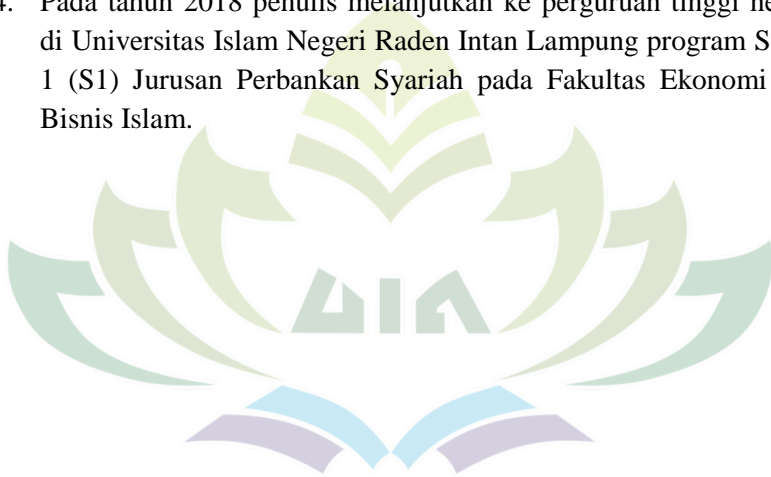 4. Pada tahun 2018 penulis melanjutkan ke perguruan tinggi
di Universitas Islam Negeri Raden Intan Lampung program
1 (S1) Jurusan Perbankan Syariah pada Fakultas Ekonomi
Bisnis Islam.
UIN